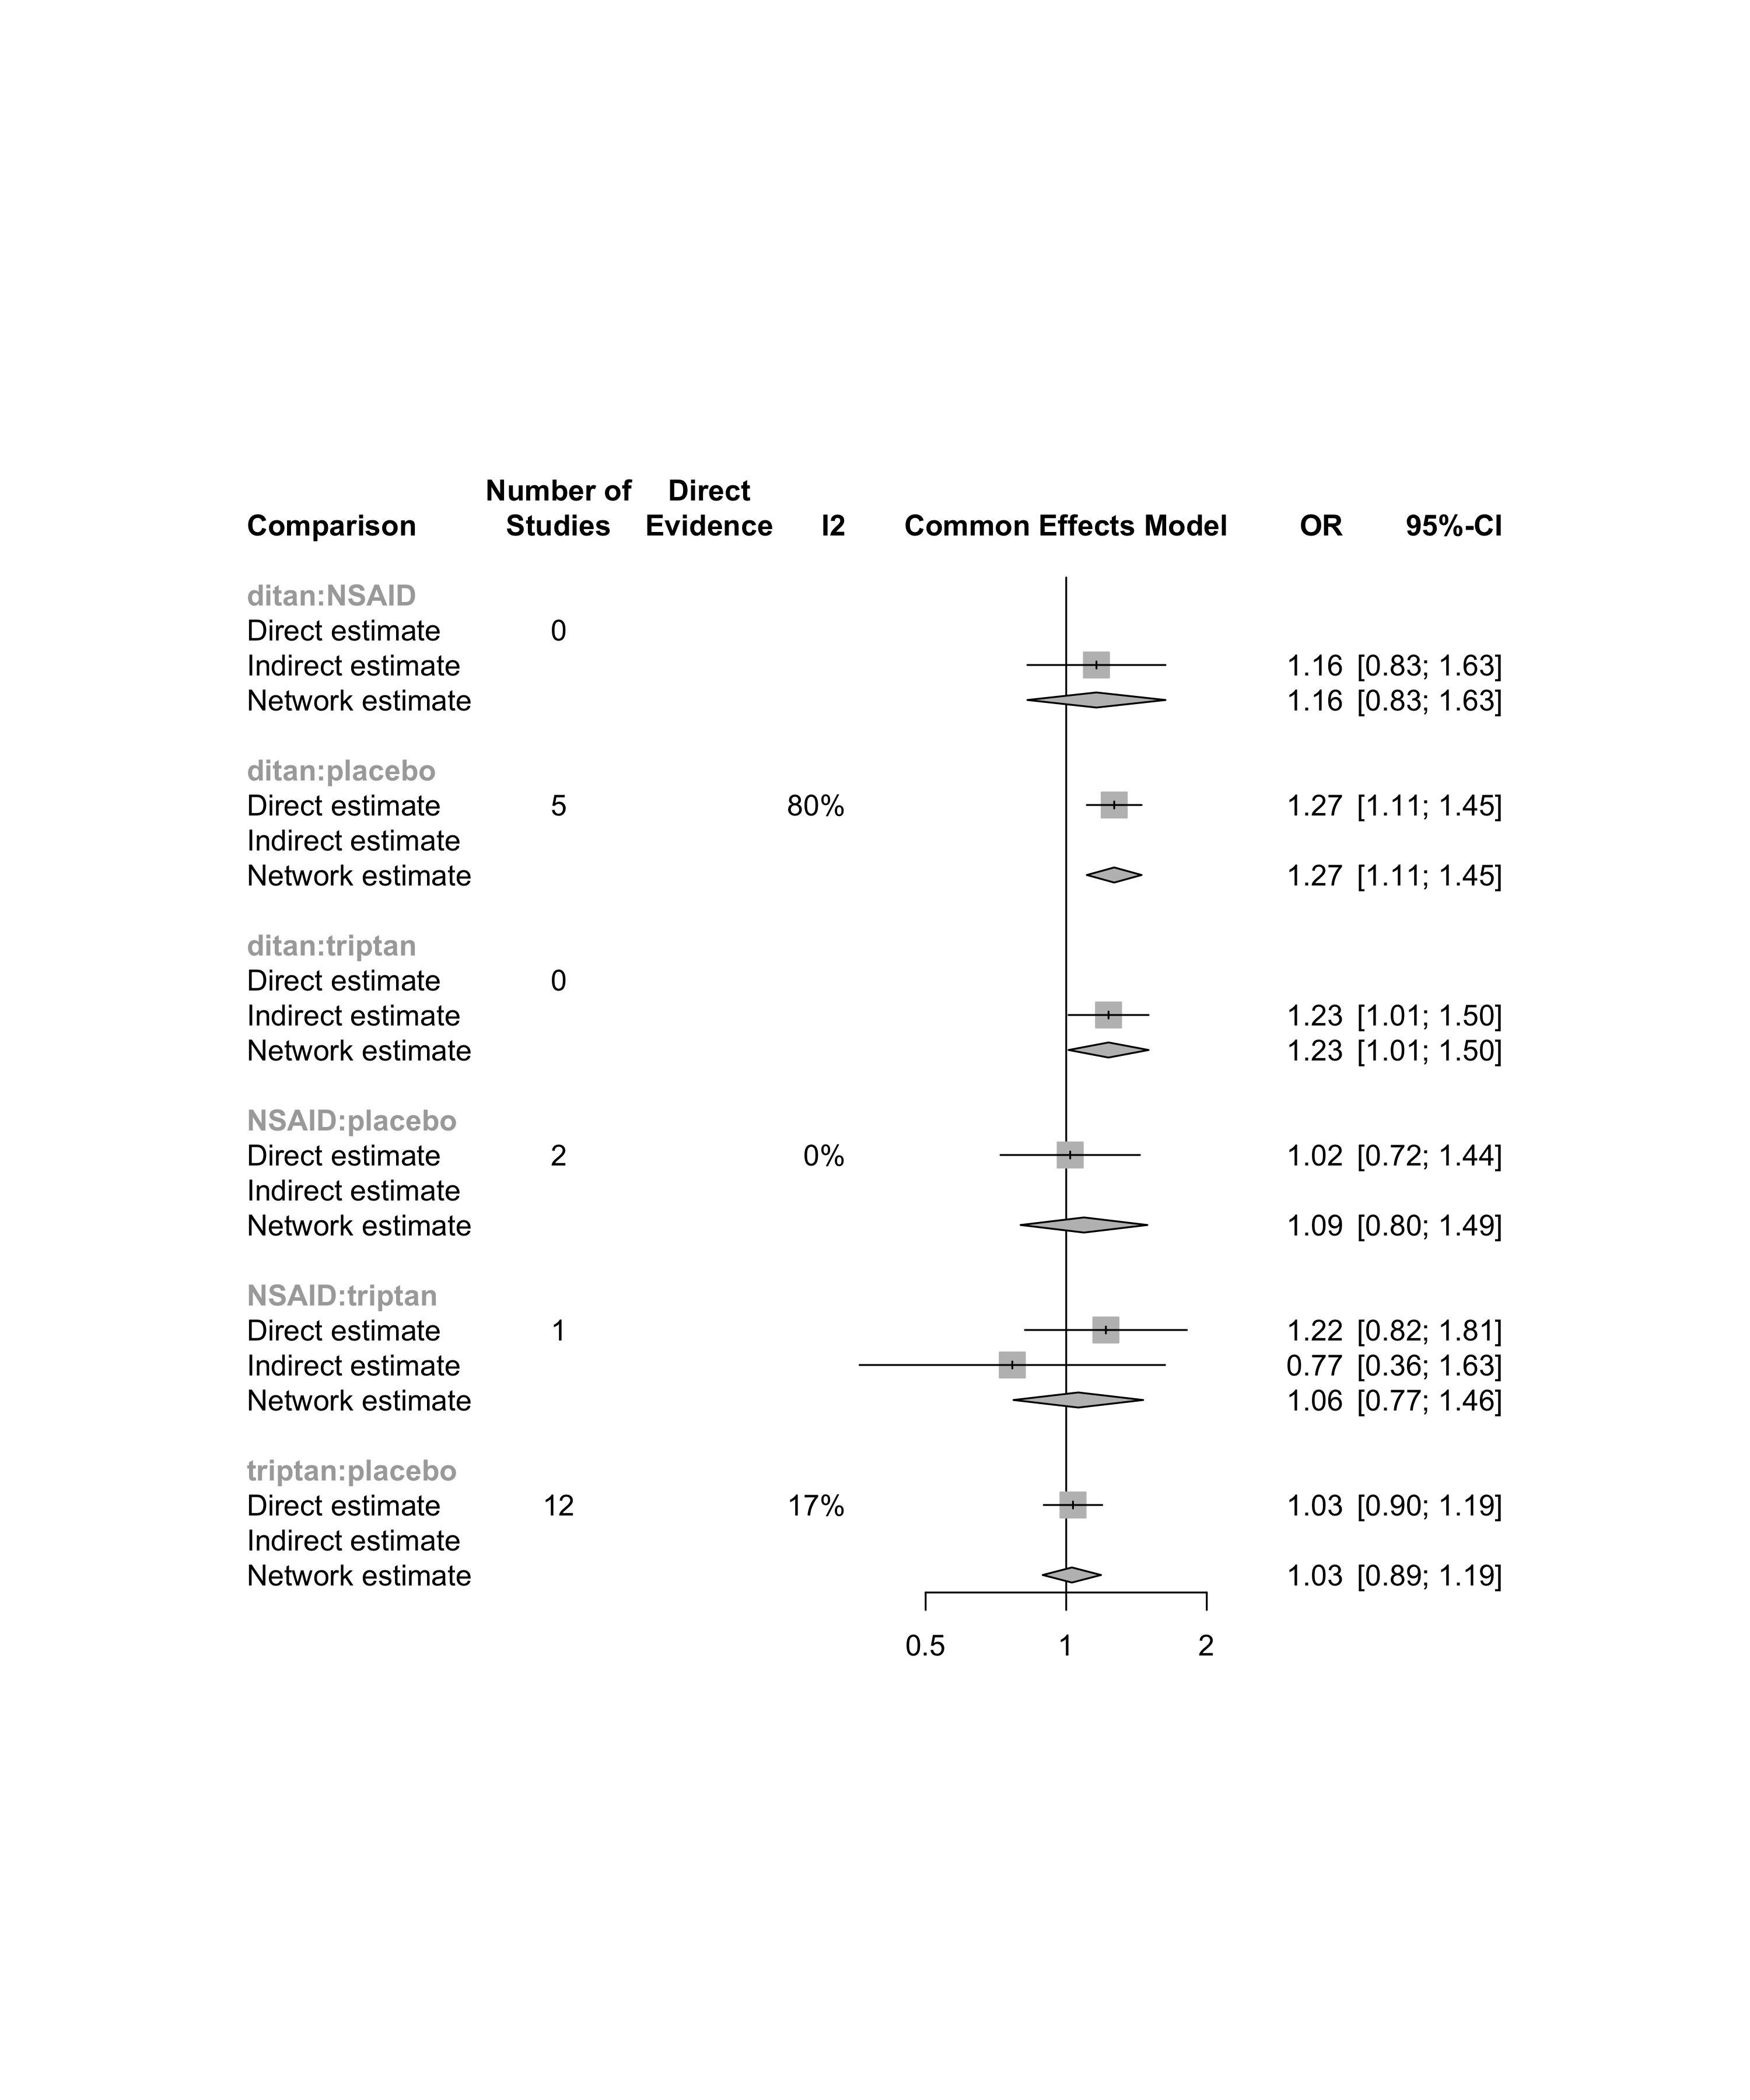 Number of Direct
Comparison Studies Evidence I2 Common Effects Model OR 95%-CI
ditan:NSAID
Direct estimate 0
Indirect estimate 1.16 [0.83; 1.63]
Network estimate 1.16 [0.83; 1.63]
ditan:placebo
Direct estimate 5 80% 1.27 [1.11; 1.45]
Indirect estimate
Network estimate 1.27 [1.11; 1.45]
ditan:triptan
Direct estimate 0
Indirect estimate 1.23 [1.01; 1.50]
Network estimate 1.23 [1.01; 1.50]
NSAID:placebo
Direct estimate 2 0% 1.02 [0.72; 1.44]
Indirect estimate
Network estimate 1.09 [0.80; 1.49]
NSAID:triptan
Direct estimate 1 1.22 [0.82; 1.81]
Indirect estimate 0.77 [0.36; 1.63]
Network estimate 1.06 [0.77; 1.46]
triptan:placebo
Direct estimate 12 17% 1.03 [0.90; 1.19]
Indirect estimate
Network estimate 1.03 [0.89; 1.19]
0.5 1 2